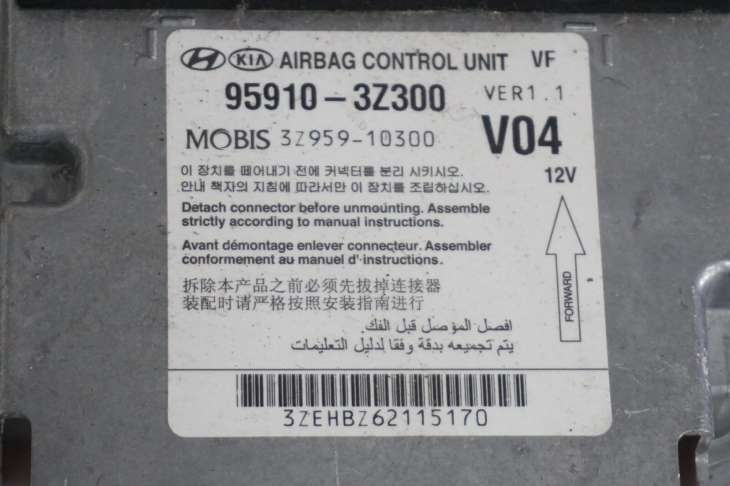 KIA AIRBAG CONTROL UNIT VF
95910-3Z300 VER1.1
MOBIS 3Z959-10300 V04
이 장치를 떼어내기 전에 커넥터를 분리 시키시오.
안내 책자의 지침에 따라서만 이 장치를 조립하십시오.
12V
Detach connector before unmounting. Assemble
strictly according to manual instructions.
Avant démontage enlever connecteur. Assembler
conformement au manuel d'instructions.
FORWARD
拆除本产品之前必须先拔掉连接器
装配时请严格按照安装指南进行
افصل المؤصل قبل الفك.
يتم تجميعه بدقة وفقا لدليل التعليمات
3ZEHBZ62115170